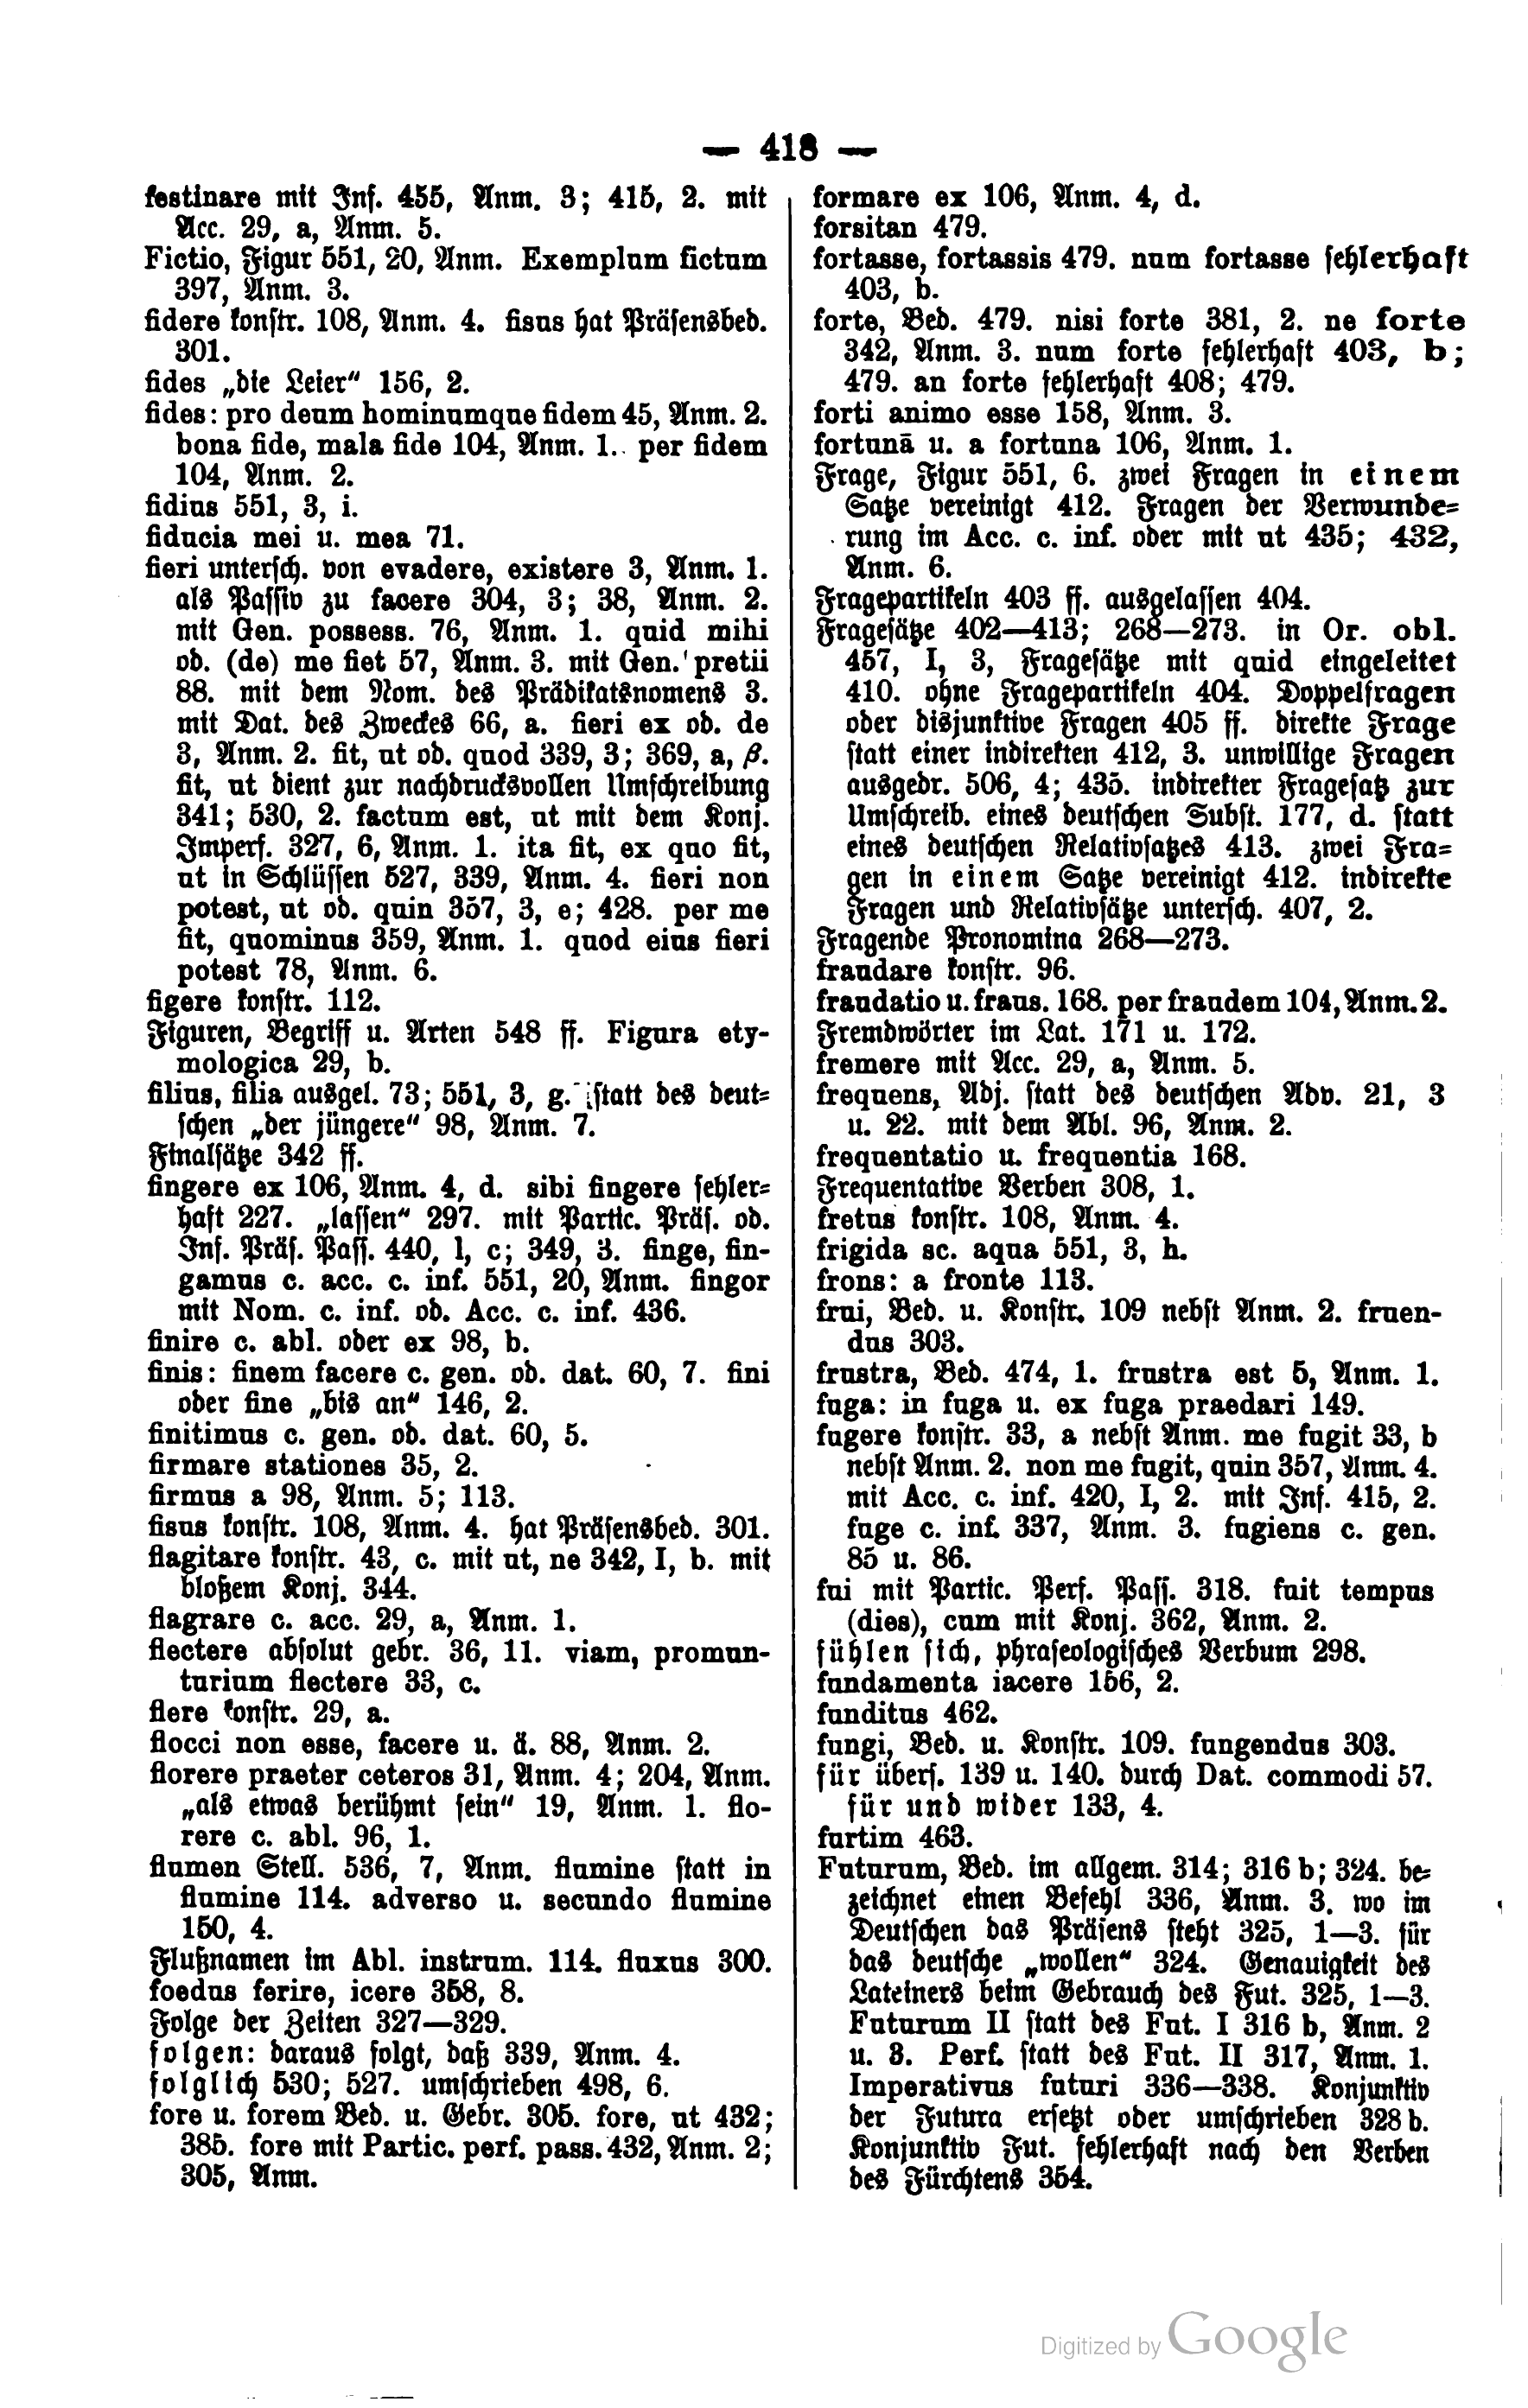 — 418 —
festinare mit Inf. 455, Anm. 3; 415, 2. mit
Acc. 29, a, Anm. 5.
Fictio, Figur 551, 20, Anm. Exemplum fictum
397, Anm. 3.
fidere konstr. 108, Anm. 4. fisus hat Präsensbed.
301.
fides „die Leier“ 156, 2.
fides: pro deum hominumque fidem 45, Anm. 2.
bona fide, mala fide 104, Anm. 1. per fidem
104, Anm. 2.
fidius 551, 3, i.
fiducia mei u. mea 71.
fieri untersch. von evadere, existere 3, Anm. 1.
als Passiv zu facere 304, 3; 38, Anm. 2.
mit Gen. possess. 76, Anm. 1. quid mihi
od. (de) me fiet 57, Anm. 3. mit Gen. pretii
88. mit dem Nom. des Prädikatsnomens 3.
mit Dat. des Zweckes 66, a. fieri ex od. de
3, Anm. 2. fit, ut od. quod 339, 3; 369, a, β.
fit, ut dient zur nachdrucksvollen Umschreibung
341; 530, 2. factum est, ut mit dem Konj.
Imperf. 327, 6, Anm. 1. ita fit, ex quo fit,
ut in Schlüssen 527, 339, Anm. 4. fieri non
potest, ut od. quin 357, 3, e; 428. per me
fit, quominus 359, Anm. 1. quod eius fieri
potest 78, Anm. 6.
figere konstr. 112.
Figuren, Begriff u. Arten 548 ff. Figura ety-
mologica 29, b.
filius, filia ausgel. 73; 551, 3, g. statt des deut=
schen „der jüngere“ 98, Anm. 7.
Finalsätze 342 ff.
fingere ex 106, Anm. 4, d. sibi fingere fehler=
haft 227. „lassen“ 297. mit Partic. Präs. od.
Inf. Präs. Pass. 440, 1, c; 349, 3. finge, fin-
gamus c. acc. c. inf. 551, 20, Anm. fingor
mit Nom. c. inf. od. Acc. c. inf. 436.
finire c. abl. oder ex 98, b.
finis: finem facere c. gen. od. dat. 60, 7. fini
oder fine „bis an“ 146, 2.
finitimus c. gen. od. dat. 60, 5.
firmare stationes 35, 2.
firmus a 98, Anm. 5; 113.
fisus konstr. 108, Anm. 4. hat Präsensbed. 301.
flagitare konstr. 43, c. mit ut, ne 342, I, b. mit
bloßem Konj. 344.
flagrare c. acc. 29, a, Anm. 1.
flectere absolut gebr. 36, 11. viam, promun-
turium flectere 33, c.
flere konstr. 29, a.
flocci non esse, facere u. ä. 88, Anm. 2.
florere praeter ceteros 31, Anm. 4; 204, Anm.
„als etwas berühmt sein“ 19, Anm. 1. flo-
rere c. abl. 96, 1.
flumen Stell. 536, 7, Anm. flumine statt in
flumine 114. adverso u. secundo flumine
150, 4.
Flußnamen im Abl. instrum. 114. fluxus 300.
foedus ferire, icere 358, 8.
Folge der Zeiten 327—329.
folgen: daraus folgt, daß 339, Anm. 4.
folglich 530; 527. umschrieben 498, 6.
fore u. forem Bed. u. Gebr. 305. fore, ut 432;
385. fore mit Partic. perf. pass. 432, Anm. 2;
305, Anm.
formare ex 106, Anm. 4, d.
forsitan 479.
fortasse, fortassis 479. num fortasse fehlerhaft
403, b.
forte, Bed. 479. nisi forte 381, 2. ne forte
342, Anm. 3. num forte fehlerhaft 403, b;
479. an forte fehlerhaft 408; 479.
forti animo esse 158, Anm. 3.
fortunā u. a fortuna 106, Anm. 1.
Frage, Figur 551, 6. zwei Fragen in einem
Satze vereinigt 412. Fragen der Verwunde=
rung im Acc. c. inf. oder mit ut 435; 432,
Anm. 6.
Fragepartikeln 403 ff. ausgelassen 404.
Fragesätze 402—413; 268—273. in Or. obl.
457, I, 3, Fragesätze mit quid eingeleitet
410. ohne Fragepartikeln 404. Doppelfragen
oder disjunktive Fragen 405 ff. direkte Frage
statt einer indirekten 412, 3. unwillige Fragen
ausgedr. 506, 4; 435. indirekter Fragesatz zur
Umschreib. eines deutschen Subst. 177, d. statt
eines deutschen Relativsatzes 413. zwei Fra=
gen in einem Satze vereinigt 412. indirekte
Fragen und Relativsätze untersch. 407, 2.
Fragende Pronomina 268—273.
fraudare konstr. 96.
fraudatio u. fraus. 168. per fraudem 104, Anm. 2.
Fremdwörter im Lat. 171 u. 172.
fremere mit Acc. 29, a, Anm. 5.
frequens, Adj. statt des deutschen Adv. 21, 3
u. 22. mit dem Abl. 96, Anm. 2.
frequentatio u. frequentia 168.
Frequentative Verben 308, 1.
fretus konstr. 108, Anm. 4.
frigida sc. aqua 551, 3, h.
frons: a fronte 113.
frui, Bed. u. Konstr. 109 nebst Anm. 2. fruen-
dus 303.
frustra, Bed. 474, 1. frustra est 5, Anm. 1.
fuga: in fuga u. ex fuga praedari 149.
fugere konstr. 33, a nebst Anm. me fugit 33, b
nebst Anm. 2. non me fugit, quin 357, Anm. 4.
mit Acc. c. inf. 420, I, 2. mit Inf. 415, 2.
fuge c. inf. 337, Anm. 3. fugiens c. gen.
85 u. 86.
fui mit Partic. Perf. Pass. 318. fuit tempus
(dies), cum mit Konj. 362, Anm. 2.
fühlen sich, phraseologisches Verbum 298.
fundamenta iacere 156, 2.
funditus 462.
fungi, Bed. u. Konstr. 109. fungendus 303.
für übers. 139 u. 140. durch Dat. commodi 57.
für und wider 133, 4.
furtim 463.
Futurum, Bed. im allgem. 314; 316 b; 324. be=
zeichnet einen Befehl 336, Anm. 3. wo im
Deutschen das Präsens steht 325, 1—3. für
das deutsche „wollen“ 324. Genauigkeit des
Lateiners beim Gebrauch des Fut. 325, 1—3.
Futurum II statt des Fut. I 316 b, Anm. 2
u. 3. Perf. statt des Fut. II 317, Anm. 1.
Imperativus futuri 336—338. Konjunktiv
der Futura ersetzt oder umschrieben 328 b.
Konjunktiv Fut. fehlerhaft nach den Verben
des Fürchtens 354.
Digitized by Google